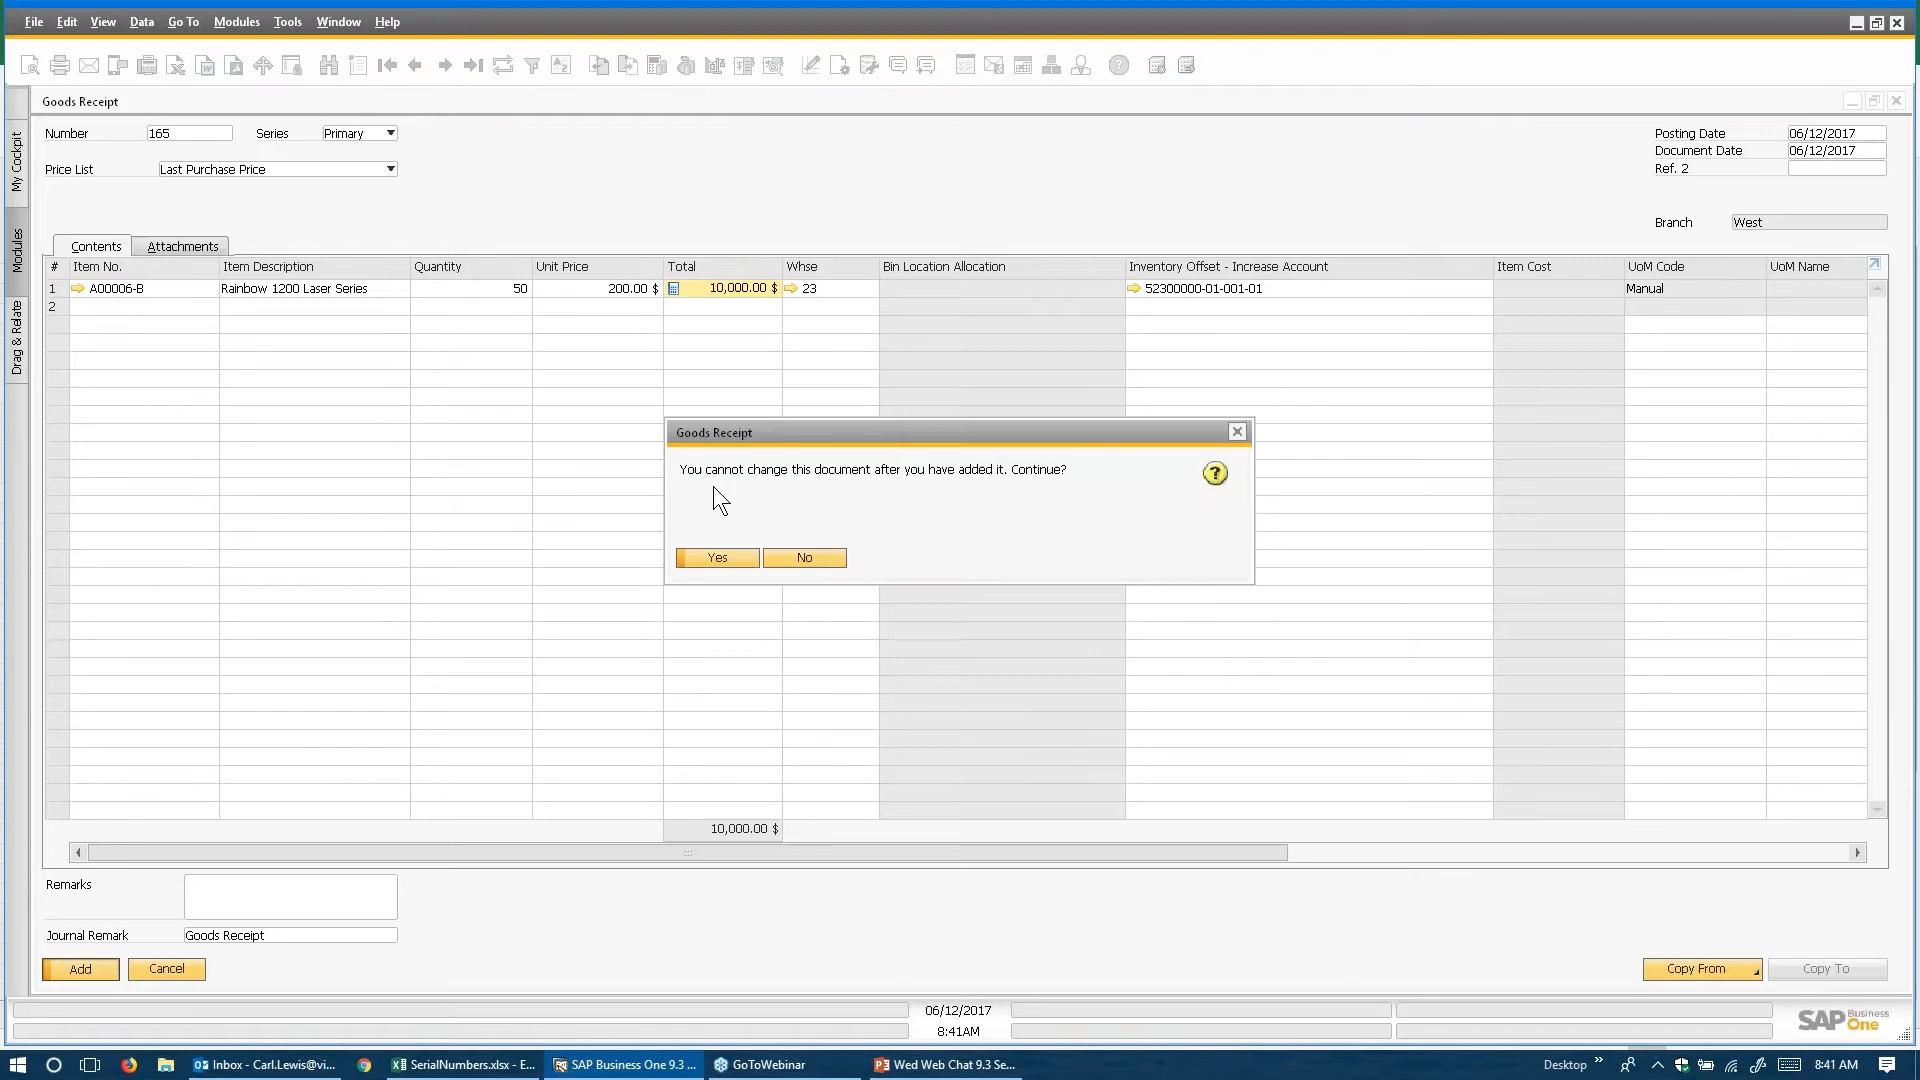 File Edit View Data Go To Modules Tools Window Help
Goods Receipt
Number 165 Series Primary Posting Date 06/12/2017
Document Date 06/12/2017
Price List Last Purchase Price Ref. 2
Branch West
My Cockpit
Modules
Drag & Relate
Contents Attachments
# Item No. Item Description Quantity Unit Price Total Whse Bin Location Allocation Inventory Offset - Increase Account Item Cost UoM Code UoM Name
1 A00006-B Rainbow 1200 Laser Series 50 200.00 $ 10,000.00 $ 23 52300000-01-001-01 Manual
2
Goods Receipt
You cannot change this document after you have added it. Continue?
?
Yes No
10,000.00 $
Remarks
Journal Remark Goods Receipt
Add Cancel Copy From Copy To
06/12/2017
8:41AM
SAP Business One
Inbox - Carl.Lewis@vi... SerialNumbers.xlsx - E... SAP Business One 9.3 ... GoToWebinar Wed Web Chat 9.3 Se... Desktop 8:41 AM